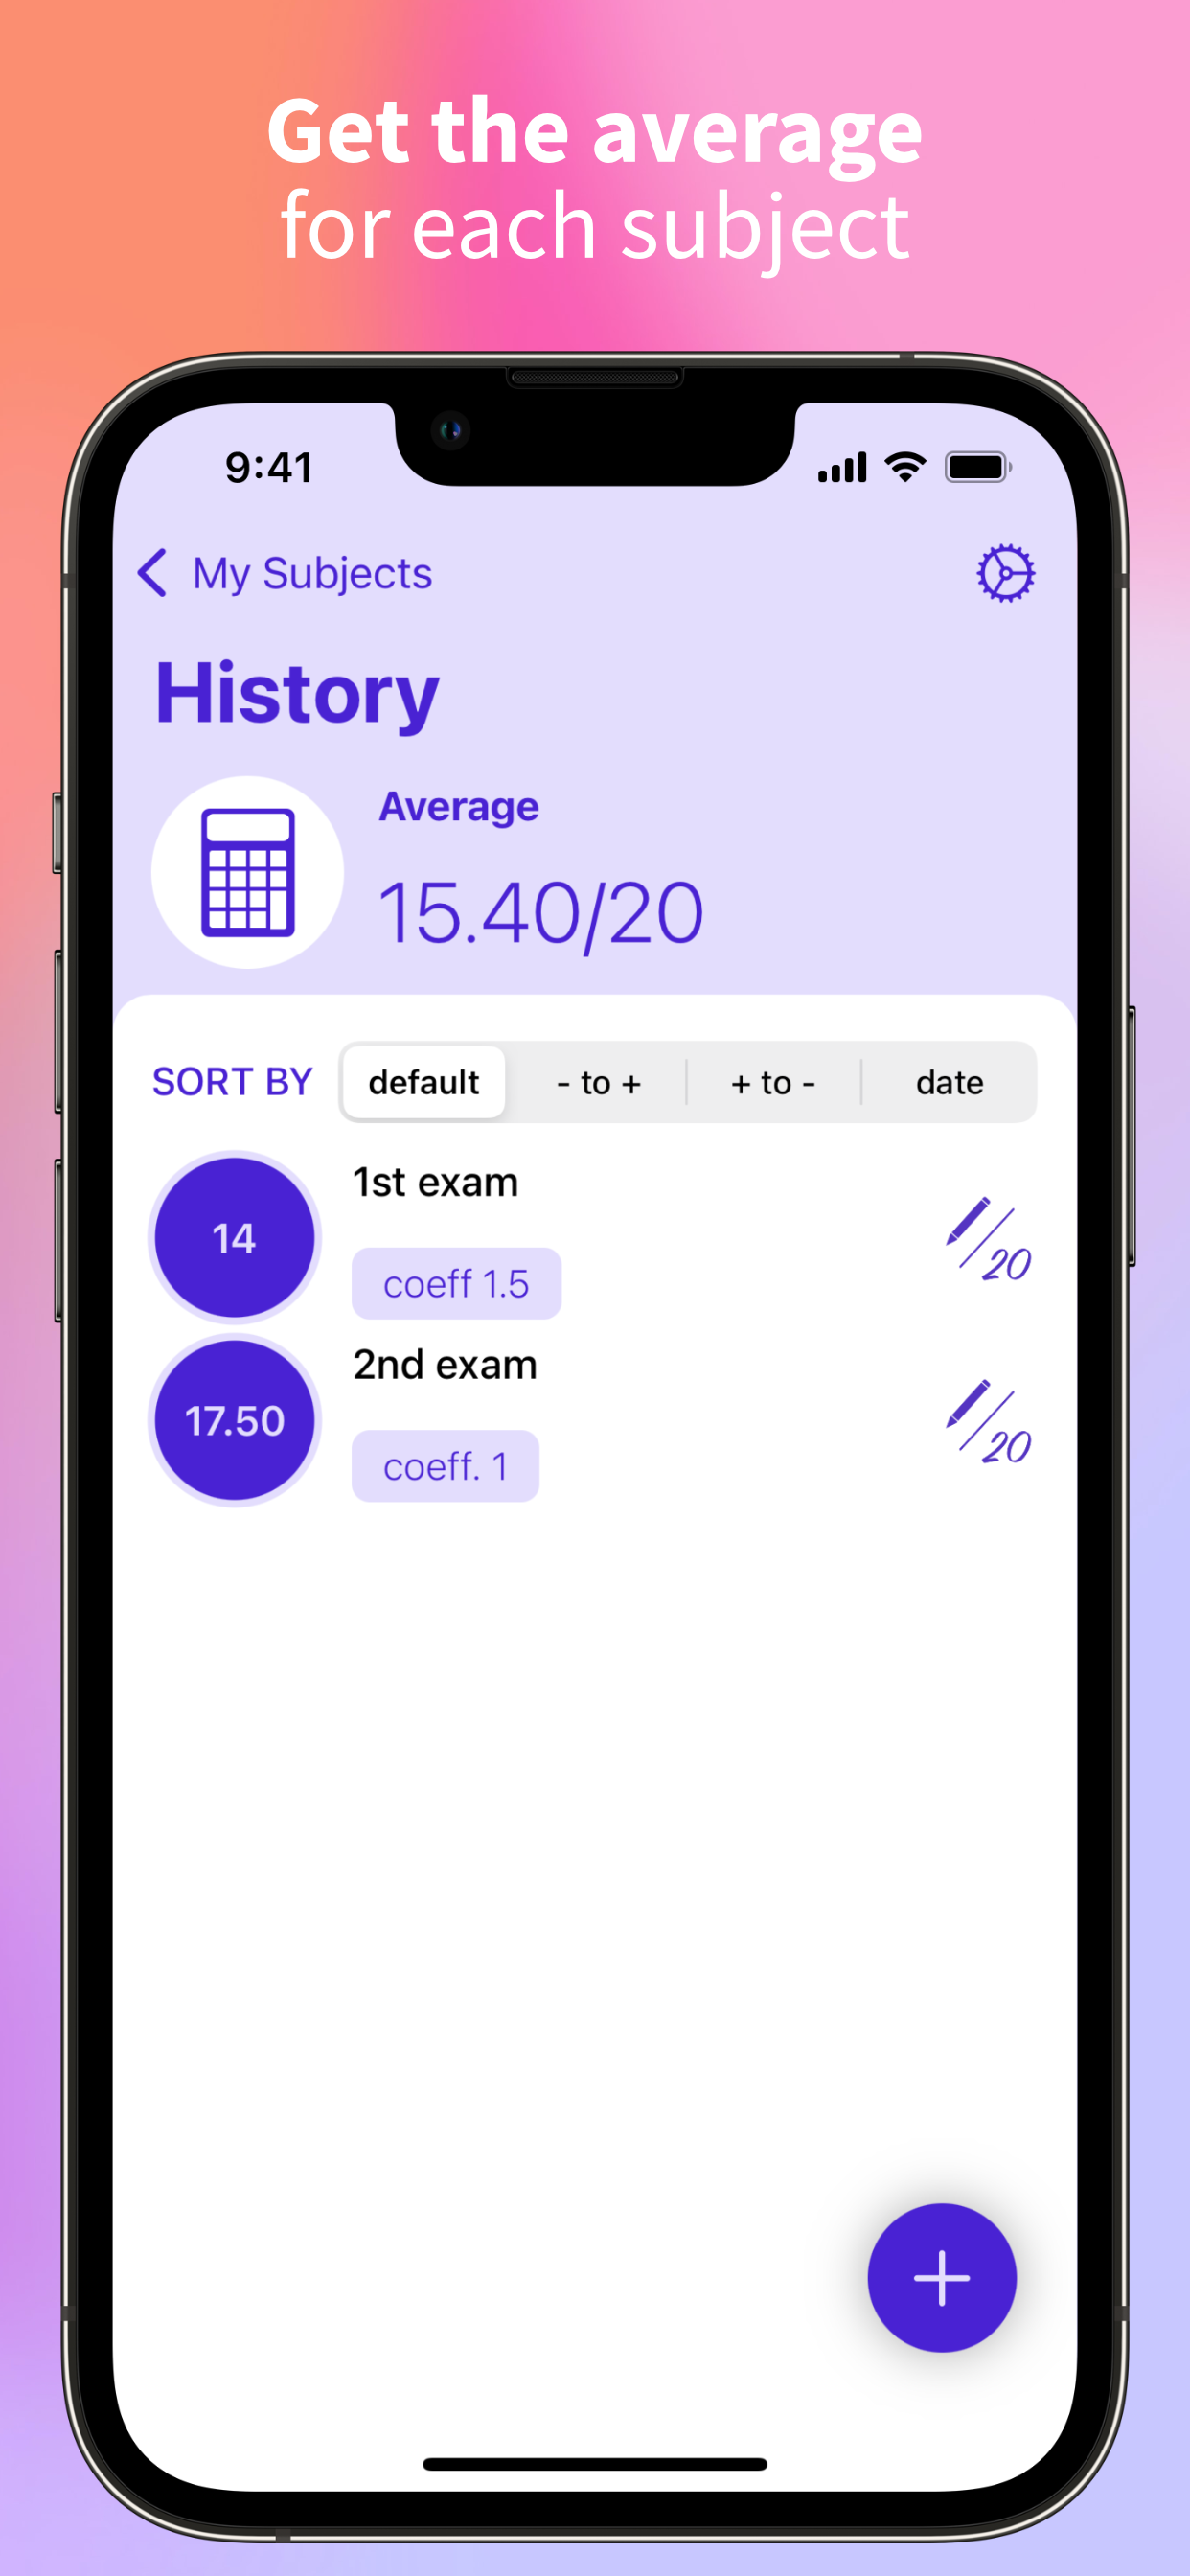 Get the average
for each subject
9:41
My Subjects
History
Average
15.40/20
SORT BY default - to + + to - date
14 1st exam
coeff 1.5
/20
17.50 2nd exam
coeff. 1
/20